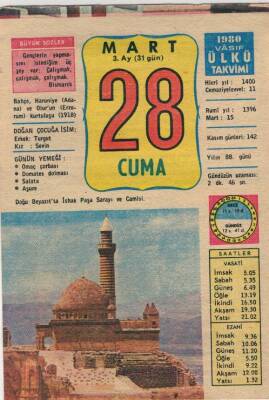 BÜYÜK SÖZLER
Gençlerin yapma-
sını istediğim üç
şey var: Çalışmak,
çalışmak, çalışmak.
Bismarck
Bahçe, Haruniye (Ada-
na) ve Olur'un (Erzu-
rum) kurtuluşu (1918)
DOĞAN ÇOCUĞA İSİM:
Erkek: Turgut
Kız : Sevin
GÜNÜN YEMEĞİ:
• Omaç çorbası
• Domates dolması
• Salata
• Aşure
MART
3. Ay (31 gün)
28
CUMA
1980
VASIF
ÜLKÜ
TAKVİMİ
Hicri yıl : 1400
Cemaziyelevvel: 11
Rumî yıl : 1396
Mart : 15
Kasım günleri: 142
Yılın 88. günü
Gündüzün uzaması:
2 dk. 46 sn.
Doğu Beyazıt'ta İshak Paşa Sarayı ve Camisi.
GECE
GÜNDÜZ
SAATLER
VASATİ
İmsak 5.05
Sabah 5.35
Güneş 6.49
Öğle 13.19
İkindi 16.50
Akşam 19.30
Yatsı 21.02
EZANİ
İmsak 9.36
Sabah 10.06
Güneş 11.20
Öğle 5.50
İkindi 9.22
Akşam 12.00
Yatsı 1.32